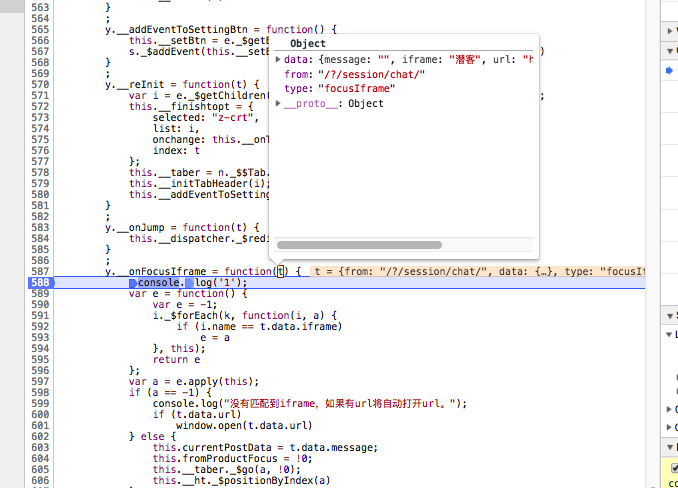 563 }
564 ;
565 y.__addEventToSettingBtn = function() {
566 this.__setBtn = e._$getB
567 s._$addEvent(this.__setB )
568 }
569 ;
570 y.__reInit = function(t) {
571 var i = e._$getChildren( ;
572 this.__finishtopt = {
573 selected: "z-crt",
574 list: i,
575 onchange: this.__onT
576 index: t
577 };
578 this.__taber = n._$$Tab.
579 this.__initTabHeader(i);
580 this.__addEventToSetting
581 }
582 ;
583 y.__onJump = function(t) {
584 this.__dispatcher._$redi
585 }
586 ;
587 y.__onFocusIframe = function(t) { t = {from: "/?/session/chat/", data: {…}, type: "focusIf
588 console.log('1');
589 var e = function() {
590 var e = -1;
591 i._$forEach(k, function(i, a) {
592 if (i.name == t.data.iframe)
593 e = a
594 }, this);
595 return e
596 };
597 var a = e.apply(this);
598 if (a == -1) {
599 console.log("没有匹配到iframe，如果有url将自动打开url。");
600 if (t.data.url)
601 window.open(t.data.url)
602 } else {
603 this.currentPostData = t.data.message;
604 this.fromProductFocus = !0;
605 this.__taber._$go(a, !0);
606 this.__ht._$positionByIndex(a)
Object
data: {message: "", iframe: "潜客", url: "h
from: "/?/session/chat/"
type: "focusIframe"
__proto__: Object